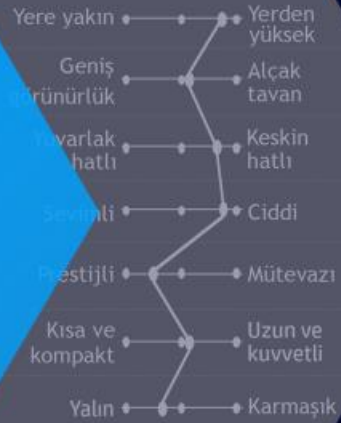 Yere yakın Yerden
yüksek
Geniş Alçak
görünürlük tavan
Yuvarlak Keskin
hatlı hatlı
Sevimli Ciddi
Prestijli Mütevazı
Kısa ve Uzun ve
kompakt kuvvetli
Yalın Karmaşık